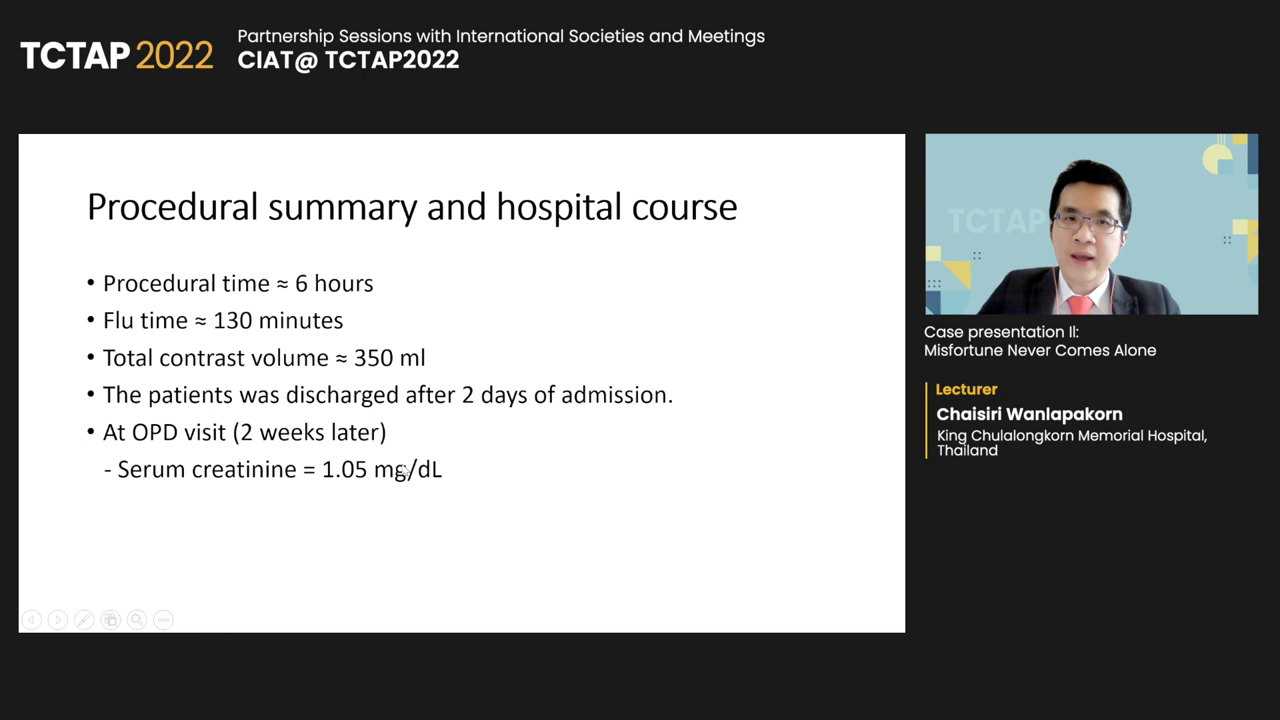 TCTAP 2022
Partnership Sessions with International Societies and Meetings
CIAT@ TCTAP2022
Procedural summary and hospital course
• Procedural time ≈ 6 hours
• Flu time ≈ 130 minutes
• Total contrast volume ≈ 350 ml
• The patients was discharged after 2 days of admission.
• At OPD visit (2 weeks later)
- Serum creatinine = 1.05 mg/dL
TCTAP
Case presentation II:
Misfortune Never Comes Alone
Lecturer
Chaisiri Wanlapakorn
King Chulalongkorn Memorial Hospital,
Thailand